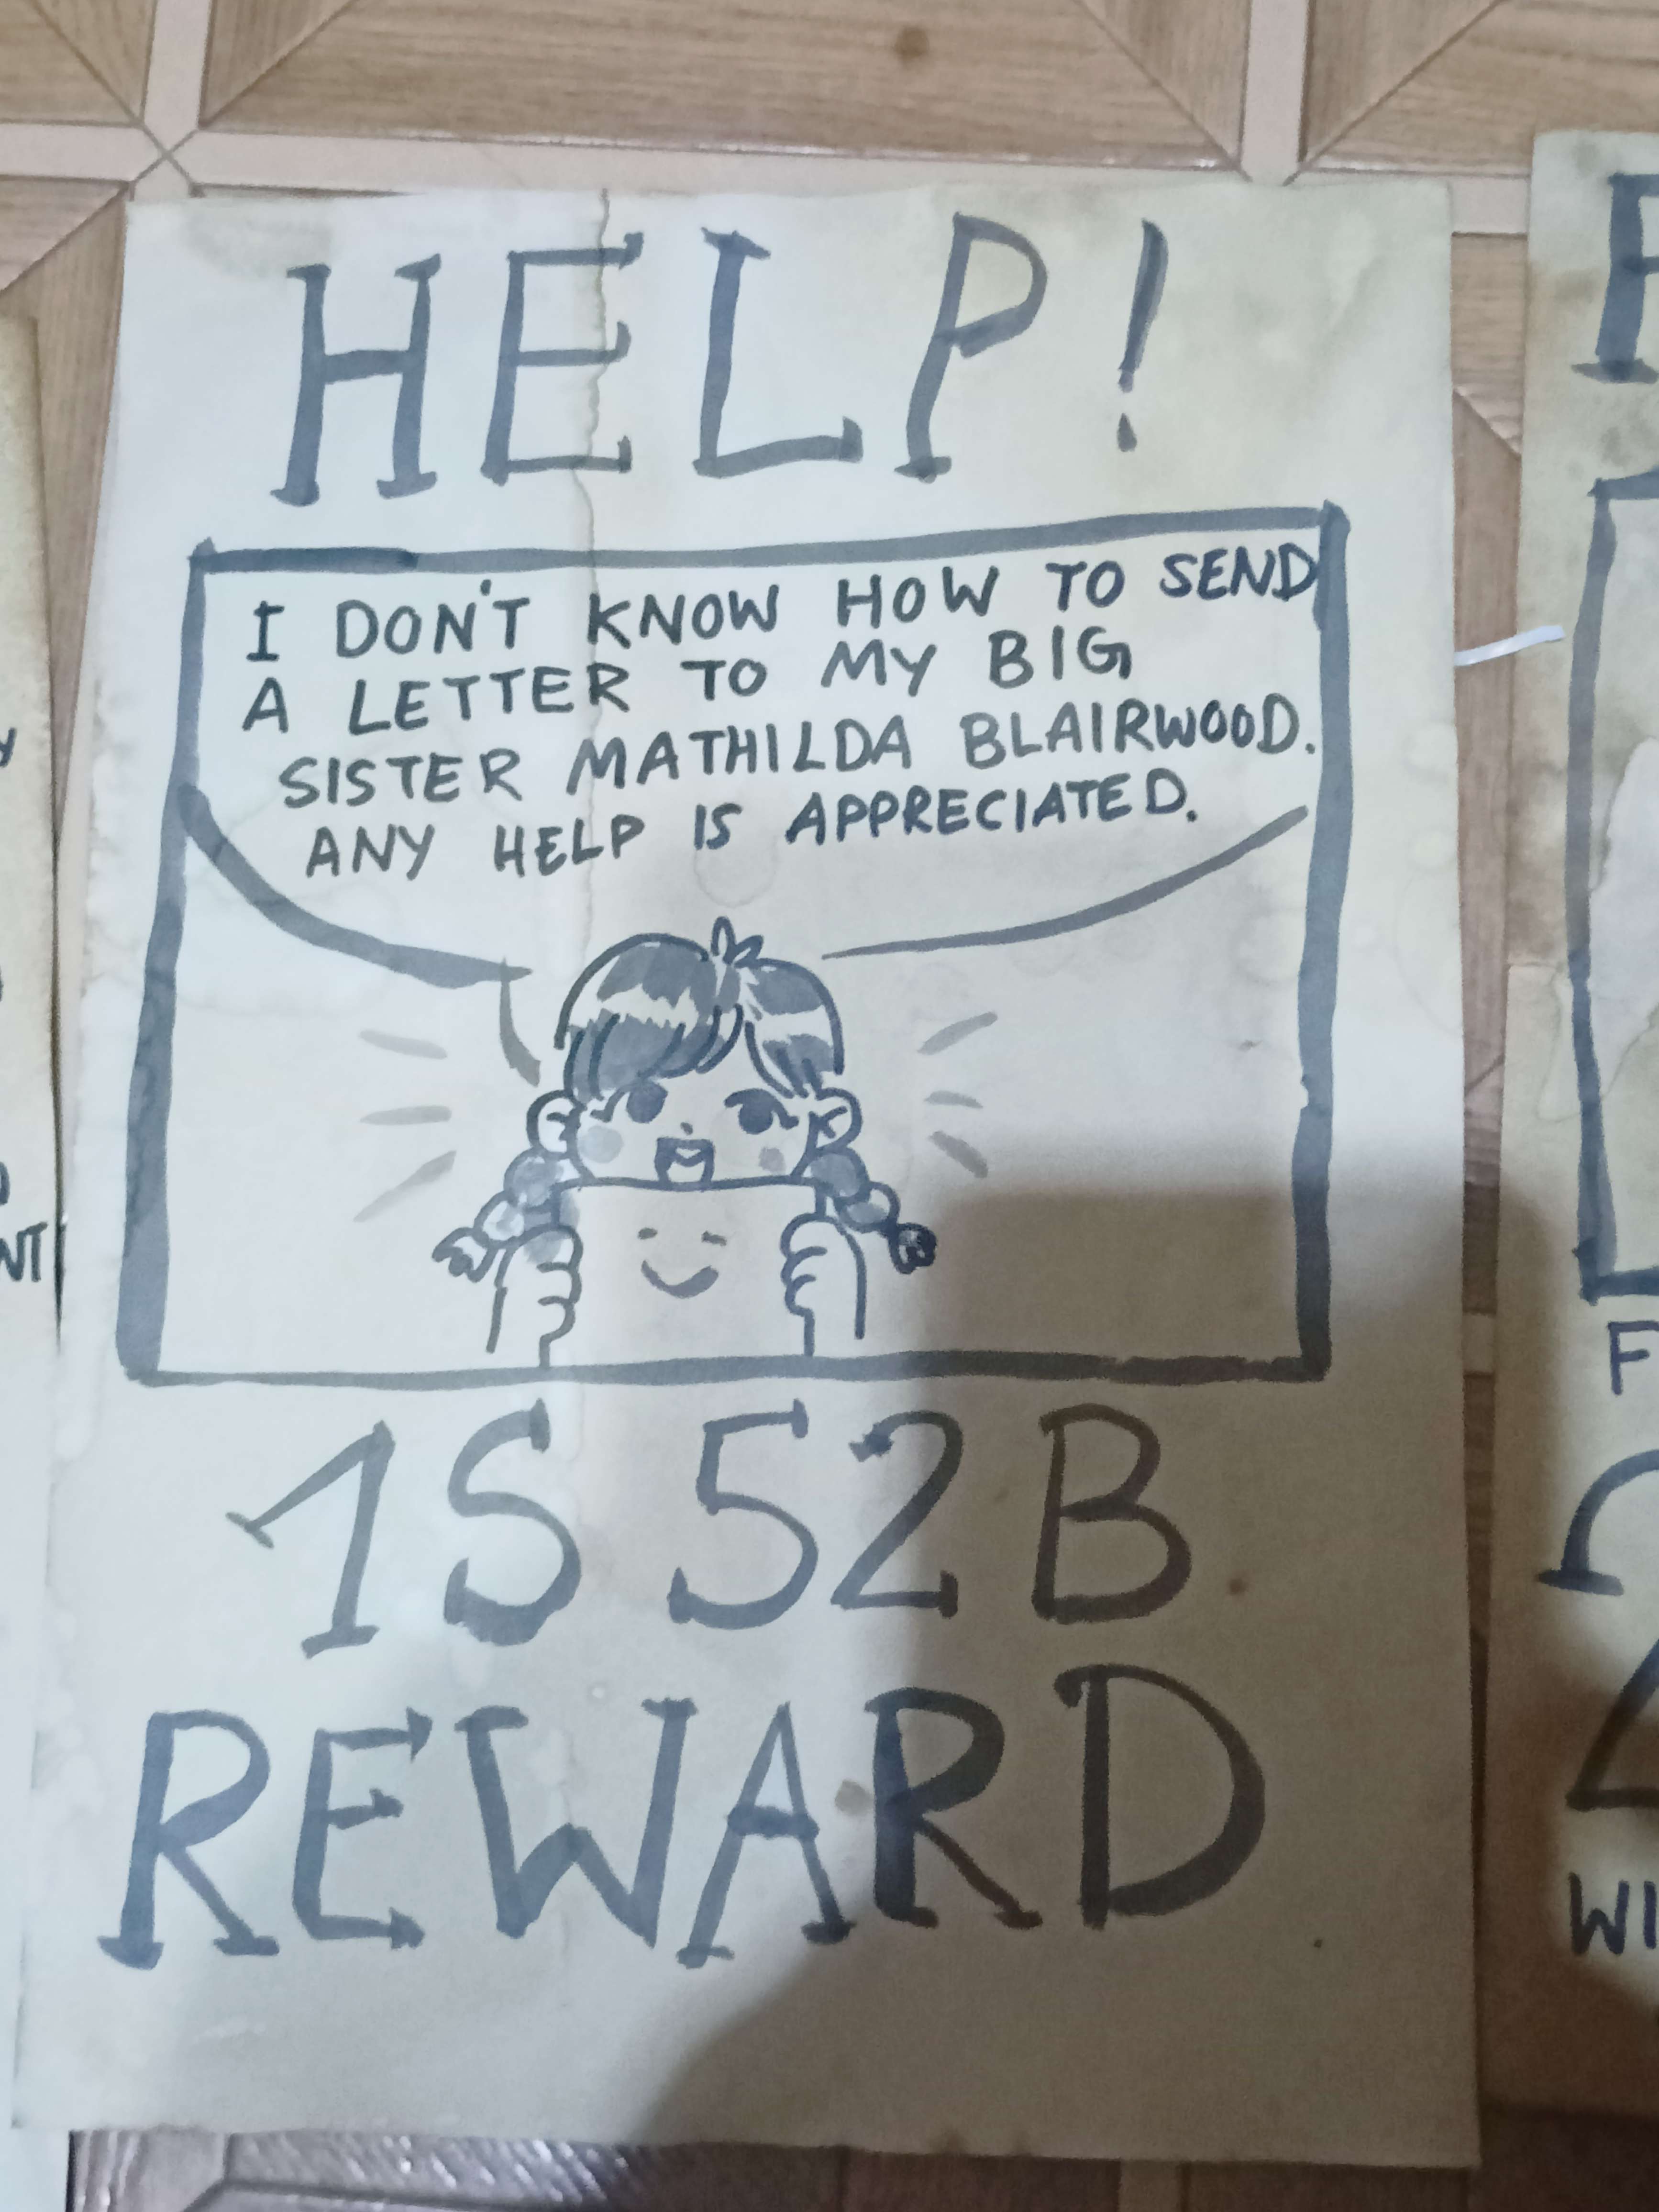 HELP!
I DON'T KNOW HOW TO SEND
A LETTER TO MY BIG
SISTER MATHILDA BLAIRWOOD.
ANY HELP IS APPRECIATED.
1S 52B
REWARD
NT
F
WI